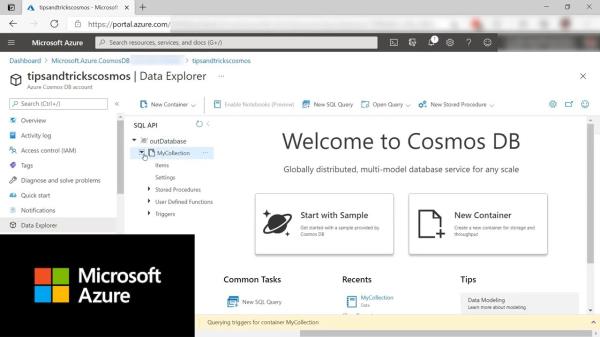 tipsandtrickscosmos - Microsoft
https://portal.azure.com/
Microsoft Azure
Search resources, services, and docs (G+/)
1
Dashboard > Microsoft.Azure.CosmosDB
tipsandtrickscosmos
tipsandtrickscosmos | Data Explorer ...
Azure Cosmos DB account
Search (Ctrl+/)
New Container
Enable Notebooks (Preview)
New SQL Query
Open Query
New Stored Procedure
Overview
Activity log
Access control (IAM)
Tags
Diagnose and solve problems
Quick start
Notifications
Data Explorer
SQL API
outDatabase
MyCollection ...
Items
Settings
Stored Procedures
User Defined Functions
Triggers
Welcome to Cosmos DB
Globally distributed, multi-model database service for any scale
Start with Sample
Get started with a sample provided by
Cosmos DB
New Container
Create a new container for storage and
throughput
Common Tasks
New SQL Query
Recents
MyCollection
Data
Tips
Data Modeling
Learn more about modeling
Querying triggers for container MyCollection
Microsoft
Azure